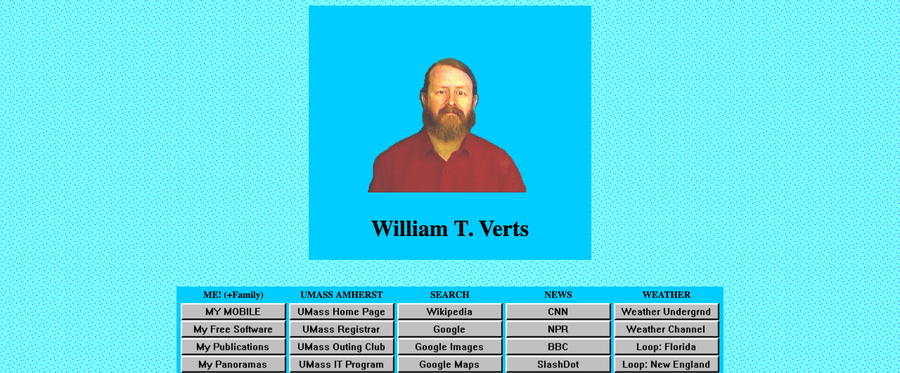 William T. Verts
ME! (+Family) UMASS AMHERST SEARCH NEWS WEATHER
MY MOBILE UMass Home Page Wikipedia CNN Weather Undergrnd
My Free Software UMass Registrar Google NPR Weather Channel
My Publications UMass Outing Club Google Images BBC Loop: Florida
My Panoramas UMass IT Program Google Maps SlashDot Loop: New England